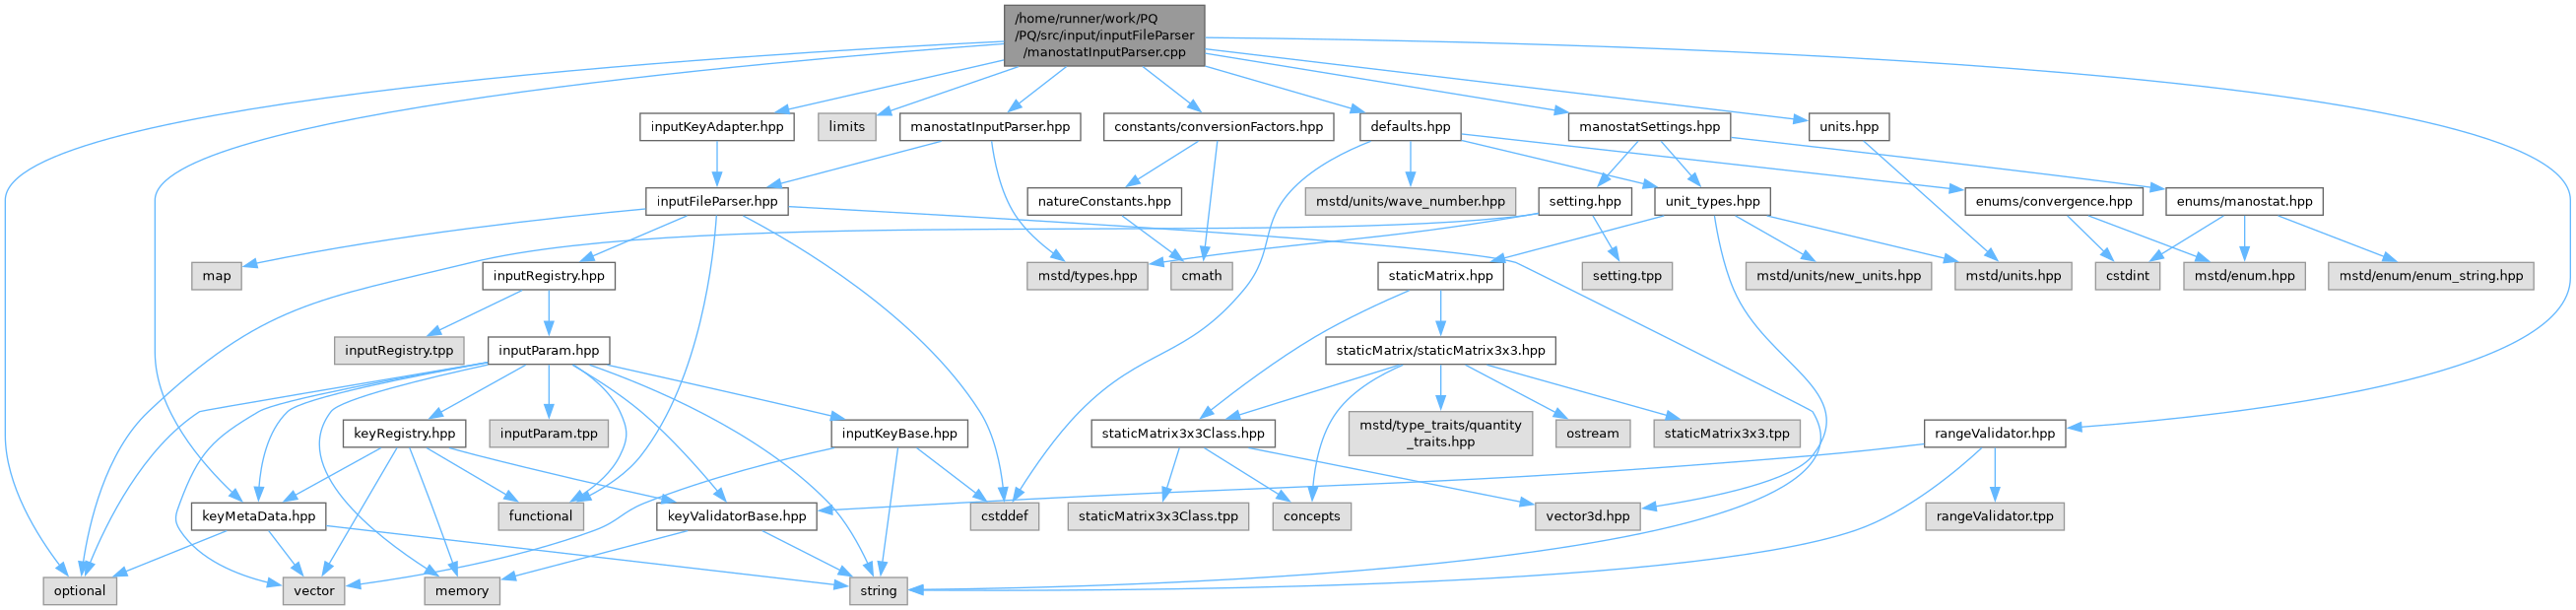 /home/runner/work/PQ
/PQ/src/input/inputFileParser
/manostatInputParser.cpp
inputKeyAdapter.hpp
limits
manostatInputParser.hpp
constants/conversionFactors.hpp
defaults.hpp
manostatSettings.hpp
units.hpp
inputFileParser.hpp
natureConstants.hpp
mstd/units/wave_number.hpp
setting.hpp
unit_types.hpp
enums/convergence.hpp
enums/manostat.hpp
map
inputRegistry.hpp
mstd/types.hpp
cmath
staticMatrix.hpp
setting.tpp
mstd/units/new_units.hpp
mstd/units.hpp
cstdint
mstd/enum.hpp
mstd/enum/enum_string.hpp
inputRegistry.tpp
inputParam.hpp
staticMatrix/staticMatrix3x3.hpp
keyRegistry.hpp
inputParam.tpp
inputKeyBase.hpp
staticMatrix3x3Class.hpp
mstd/type_traits/quantity
_traits.hpp
ostream
staticMatrix3x3.tpp
rangeValidator.hpp
keyMetaData.hpp
functional
keyValidatorBase.hpp
cstddef
staticMatrix3x3Class.tpp
concepts
vector3d.hpp
rangeValidator.tpp
optional
vector
memory
string